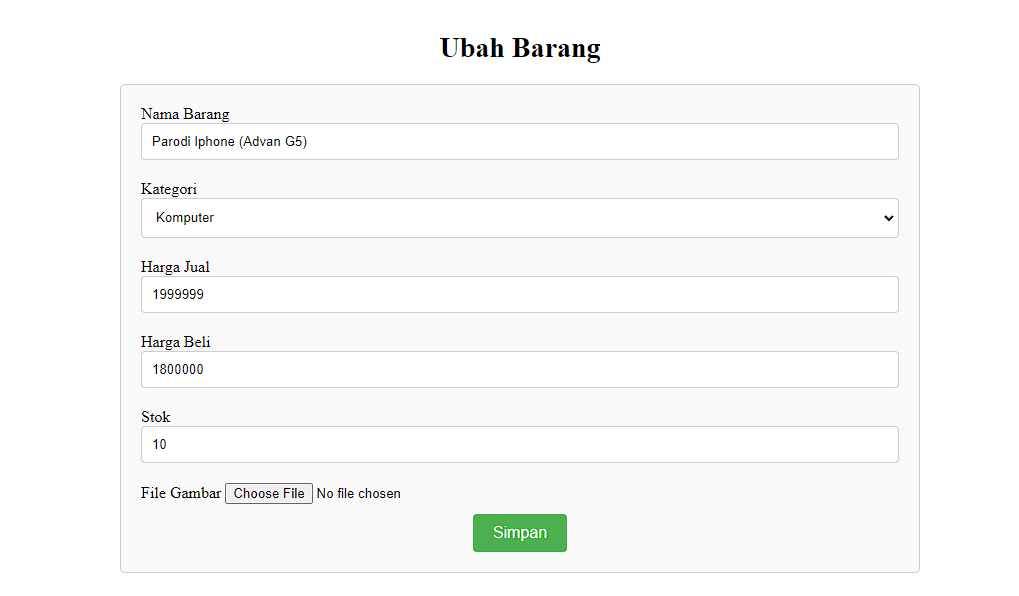 Ubah Barang
Nama Barang
Parodi Iphone (Advan G5)
Kategori
Komputer
Harga Jual
1999999
Harga Beli
1800000
Stok
10
File Gambar Choose File No file chosen
Simpan